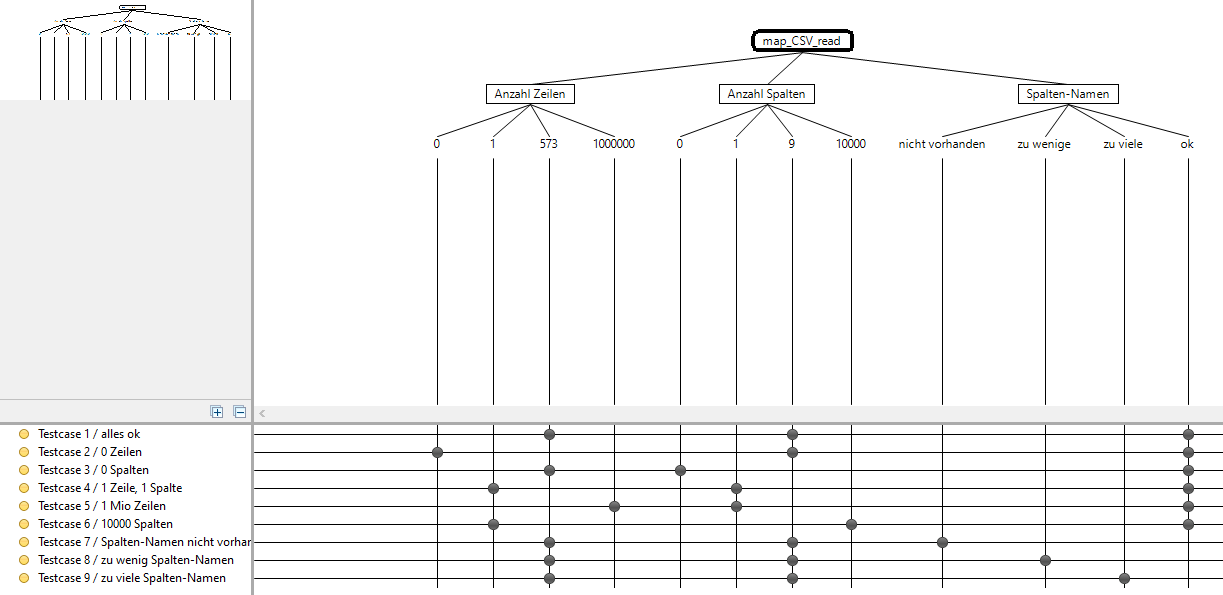 map_CSV_read
Anzahl Zeilen Anzahl Spalten Spalten-Namen
0 1 573 1000000 0 1 9 10000 nicht vorhanden zu wenige zu viele ok
Testcase 1 / alles ok
Testcase 2 / 0 Zeilen
Testcase 3 / 0 Spalten
Testcase 4 / 1 Zeile, 1 Spalte
Testcase 5 / 1 Mio Zeilen
Testcase 6 / 10000 Spalten
Testcase 7 / Spalten-Namen nicht vorhar
Testcase 8 / zu wenig Spalten-Namen
Testcase 9 / zu viele Spalten-Namen